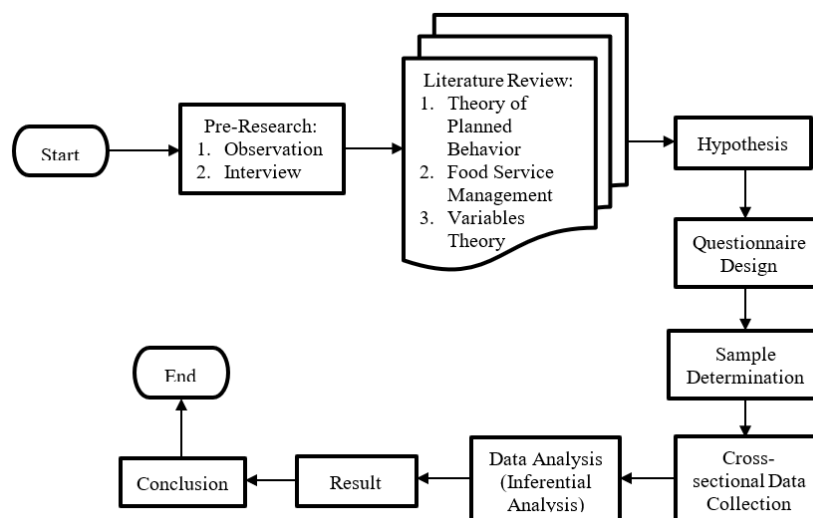 Start
Pre-Research:
1. Observation
2. Interview
Literature Review:
1. Theory of
Planned
Behavior
2. Food Service
Management
3. Variables
Theory
Hypothesis
Questionnaire
Design
Sample
Determination
Cross-
sectional Data
Collection
Data Analysis
(Inferential
Analysis)
Result
Conclusion
End